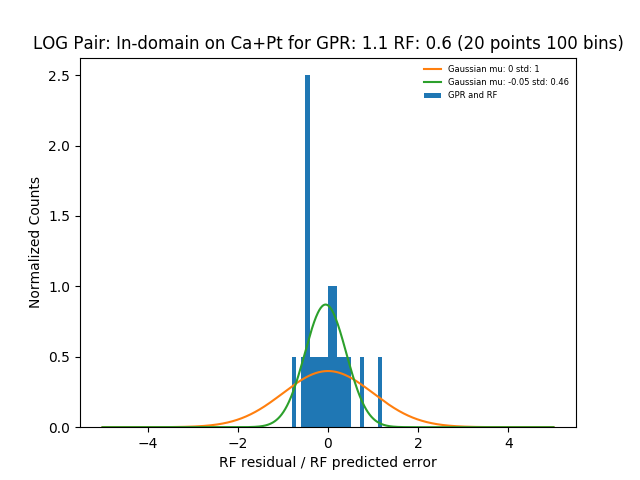 LOG Pair: In-domain on Ca+Pt for GPR: 1.1 RF: 0.6 (20 points 100 bins)
Gaussian mu: 0 std: 1
Gaussian mu: -0.05 std: 0.46
GPR and RF
Normalized Counts
2.5
2.0
1.5
1.0
0.5
0.0
−4
−2
0
2
4
RF residual / RF predicted error